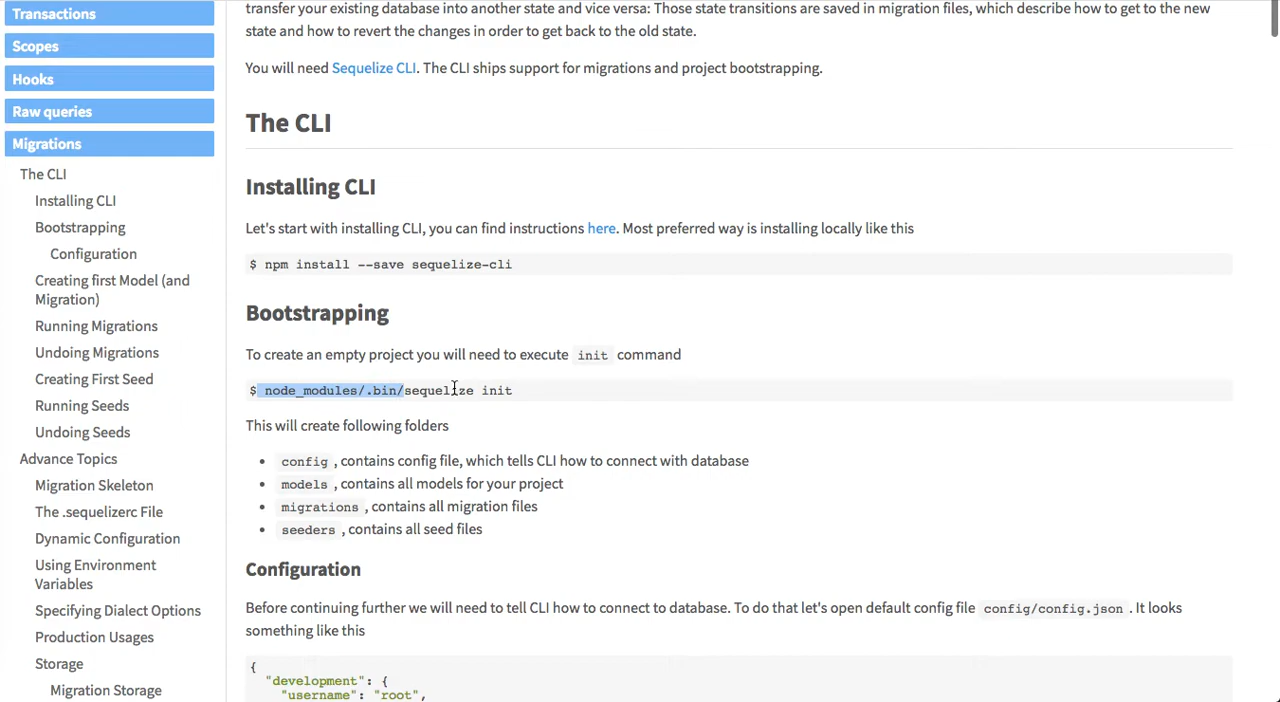 Transactions
Scopes
Hooks
Raw queries
Migrations
The CLI
Installing CLI
Bootstrapping
Configuration
Creating first Model (and
Migration)
Running Migrations
Undoing Migrations
Creating First Seed
Running Seeds
Undoing Seeds
Advance Topics
Migration Skeleton
The .sequelizerc File
Dynamic Configuration
Using Environment
Variables
Specifying Dialect Options
Production Usages
Storage
Migration Storage
transfer your existing database into another state and vice versa: Those state transitions are saved in migration files, which describe how to get to the new
state and how to revert the changes in order to get back to the old state.
You will need Sequelize CLI. The CLI ships support for migrations and project bootstrapping.
The CLI
Installing CLI
Let's start with installing CLI, you can find instructions here. Most preferred way is installing locally like this
$ npm install --save sequelize-cli
Bootstrapping
To create an empty project you will need to execute init command
$ node_modules/.bin/sequelize init
This will create following folders
• config , contains config file, which tells CLI how to connect with database
• models , contains all models for your project
• migrations , contains all migration files
• seeders , contains all seed files
Configuration
Before continuing further we will need to tell CLI how to connect to database. To do that let's open default config file config/config.json . It looks
something like this
{
"development": {
"username": "root",